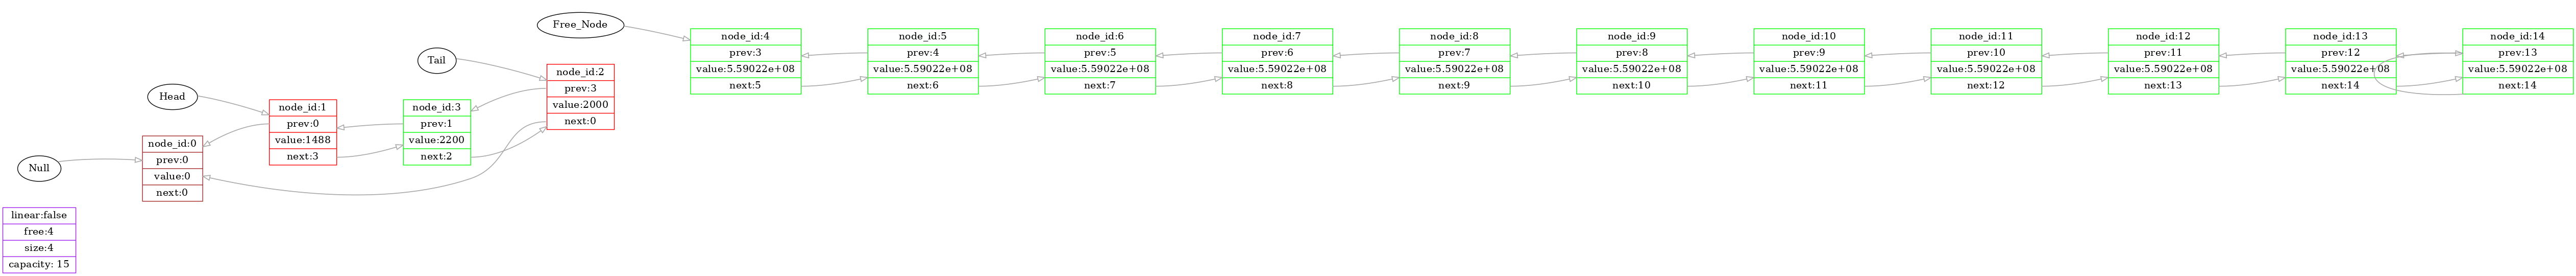 Null
linear:false
free:4
size:4
capacity: 15
node_id:0
prev:0
value:0
next:0
Head
node_id:1
prev:0
value:1488
next:3
node_id:3
prev:1
value:2200
next:2
Tail
node_id:2
prev:3
value:2000
next:0
Free_Node
node_id:4
prev:3
value:5.59022e+08
next:5
node_id:5
prev:4
value:5.59022e+08
next:6
node_id:6
prev:5
value:5.59022e+08
next:7
node_id:7
prev:6
value:5.59022e+08
next:8
node_id:8
prev:7
value:5.59022e+08
next:9
node_id:9
prev:8
value:5.59022e+08
next:10
node_id:10
prev:9
value:5.59022e+08
next:11
node_id:11
prev:10
value:5.59022e+08
next:12
node_id:12
prev:11
value:5.59022e+08
next:13
node_id:13
prev:12
value:5.59022e+08
next:14
node_id:14
prev:13
value:5.59022e+08
next:14